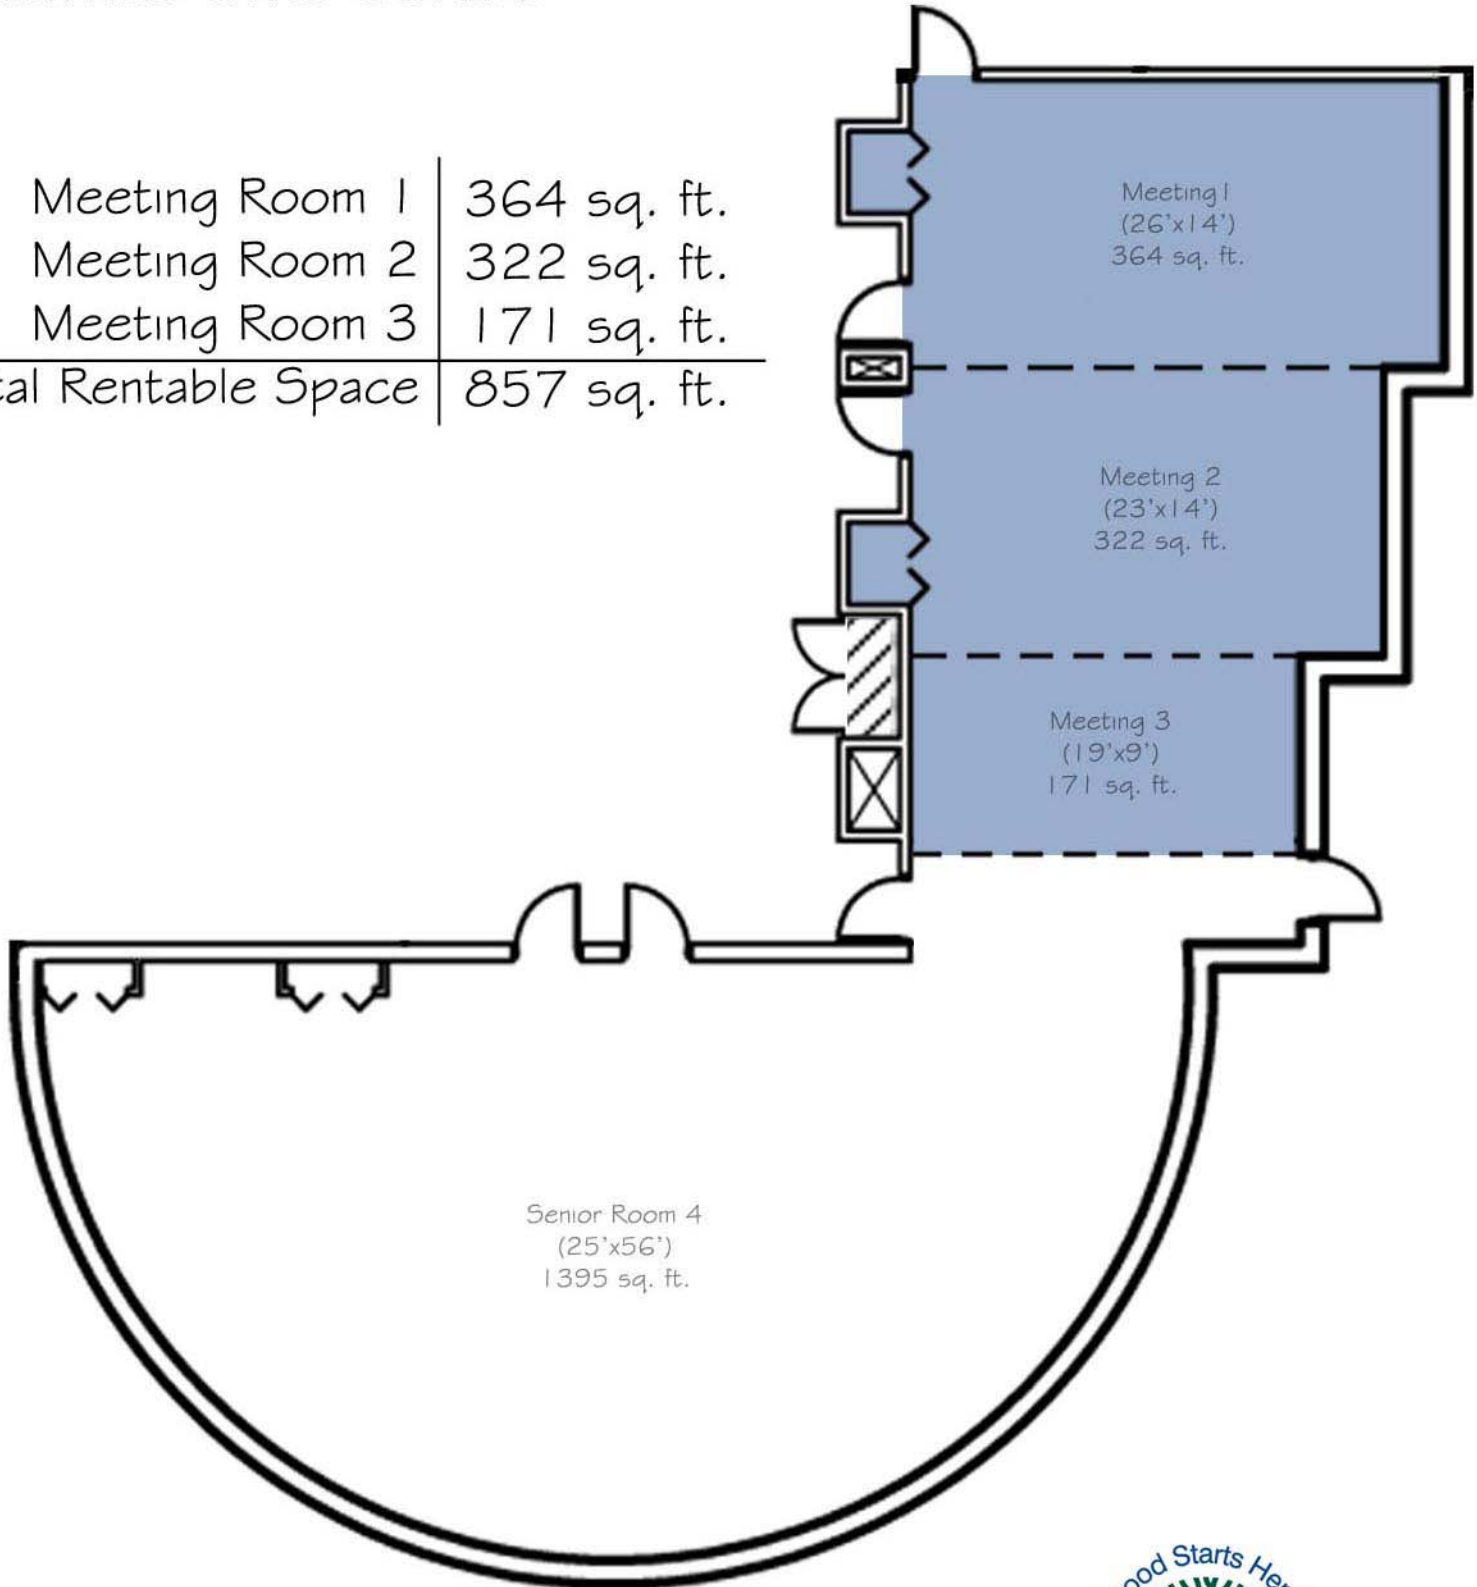 Meeting Room 1 364 sq. ft.
Meeting Room 2 322 sq. ft.
Meeting Room 3 171 sq. ft.
Rentable Space 857 sq. ft.
Meeting 1
(26'x14')
364 sq. ft.
Meeting 2
(23'x14')
322 sq. ft.
Meeting 3
(19'x9')
171 sq. ft.
Senior Room 4
(25'x56')
1395 sq. ft.
Starts